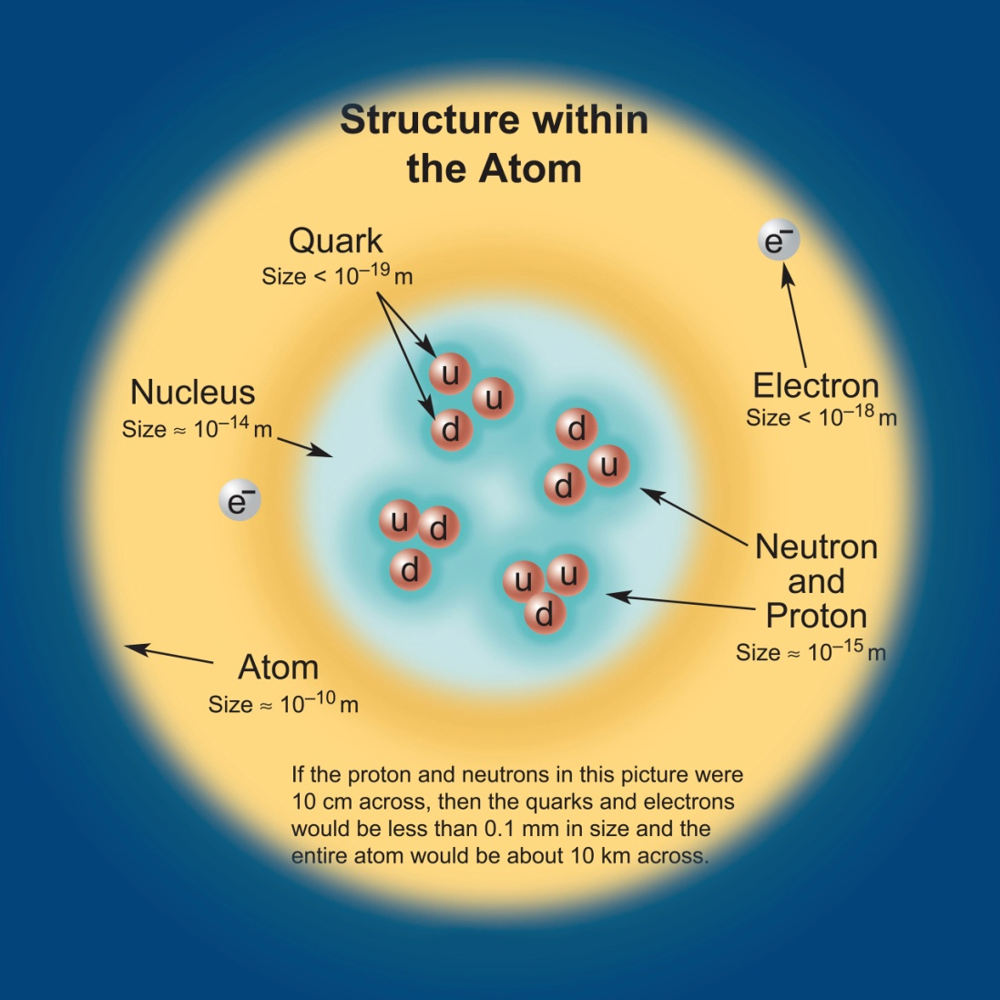 Structure within
the Atom
Quark
Size < 10⁻¹⁹ m
e⁻
Electron
Size < 10⁻¹⁸ m
Nucleus
Size ≈ 10⁻¹⁴ m
e⁻
u
u
d
d
u
d
u
d
d
u
u
d
Neutron
and
Proton
Size ≈ 10⁻¹⁵ m
Atom
Size ≈ 10⁻¹⁰ m
If the proton and neutrons in this picture were
10 cm across, then the quarks and electrons
would be less than 0.1 mm in size and the
entire atom would be about 10 km across.